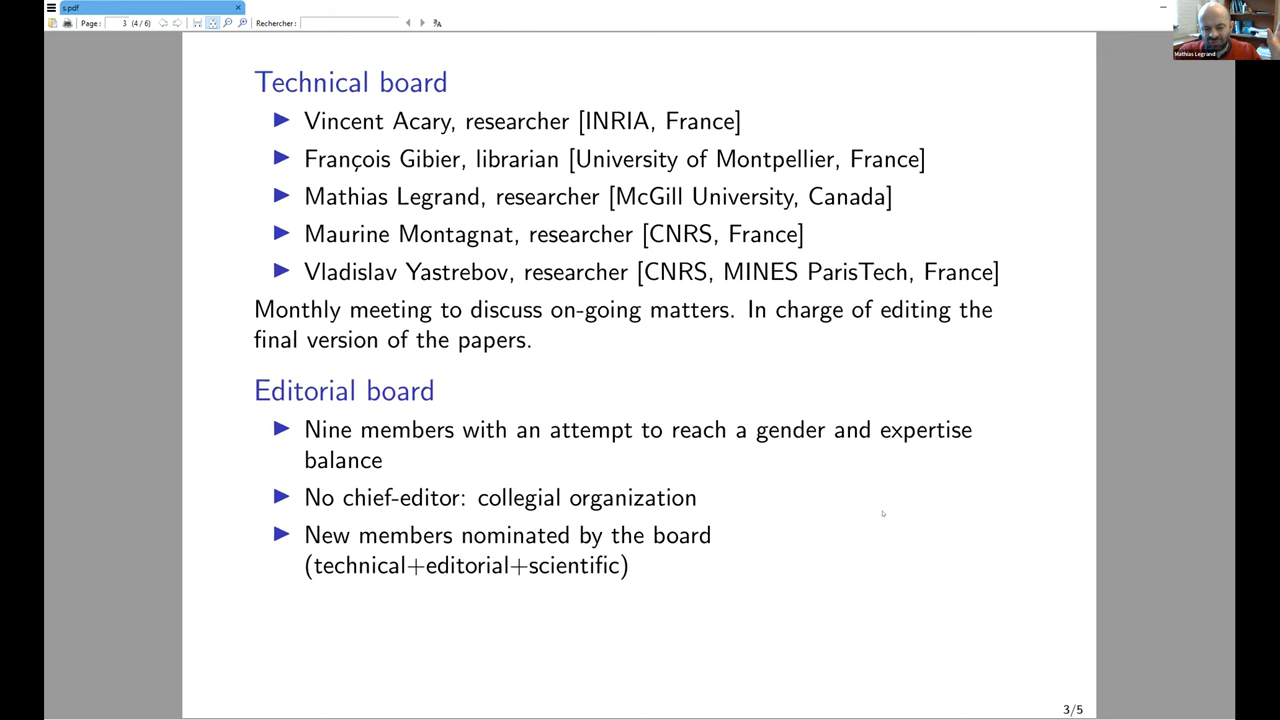 s.pdf
Page : 3 (4 / 6) Rechercher :
Mathias Legrand
Technical board
Vincent Acary, researcher [INRIA, France]
François Gibier, librarian [University of Montpellier, France]
Mathias Legrand, researcher [McGill University, Canada]
Maurine Montagnat, researcher [CNRS, France]
Vladislav Yastrebov, researcher [CNRS, MINES ParisTech, France]
Monthly meeting to discuss on-going matters. In charge of editing the
final version of the papers.
Editorial board
Nine members with an attempt to reach a gender and expertise
balance
No chief-editor: collegial organization
New members nominated by the board
(technical+editorial+scientific)
3/5